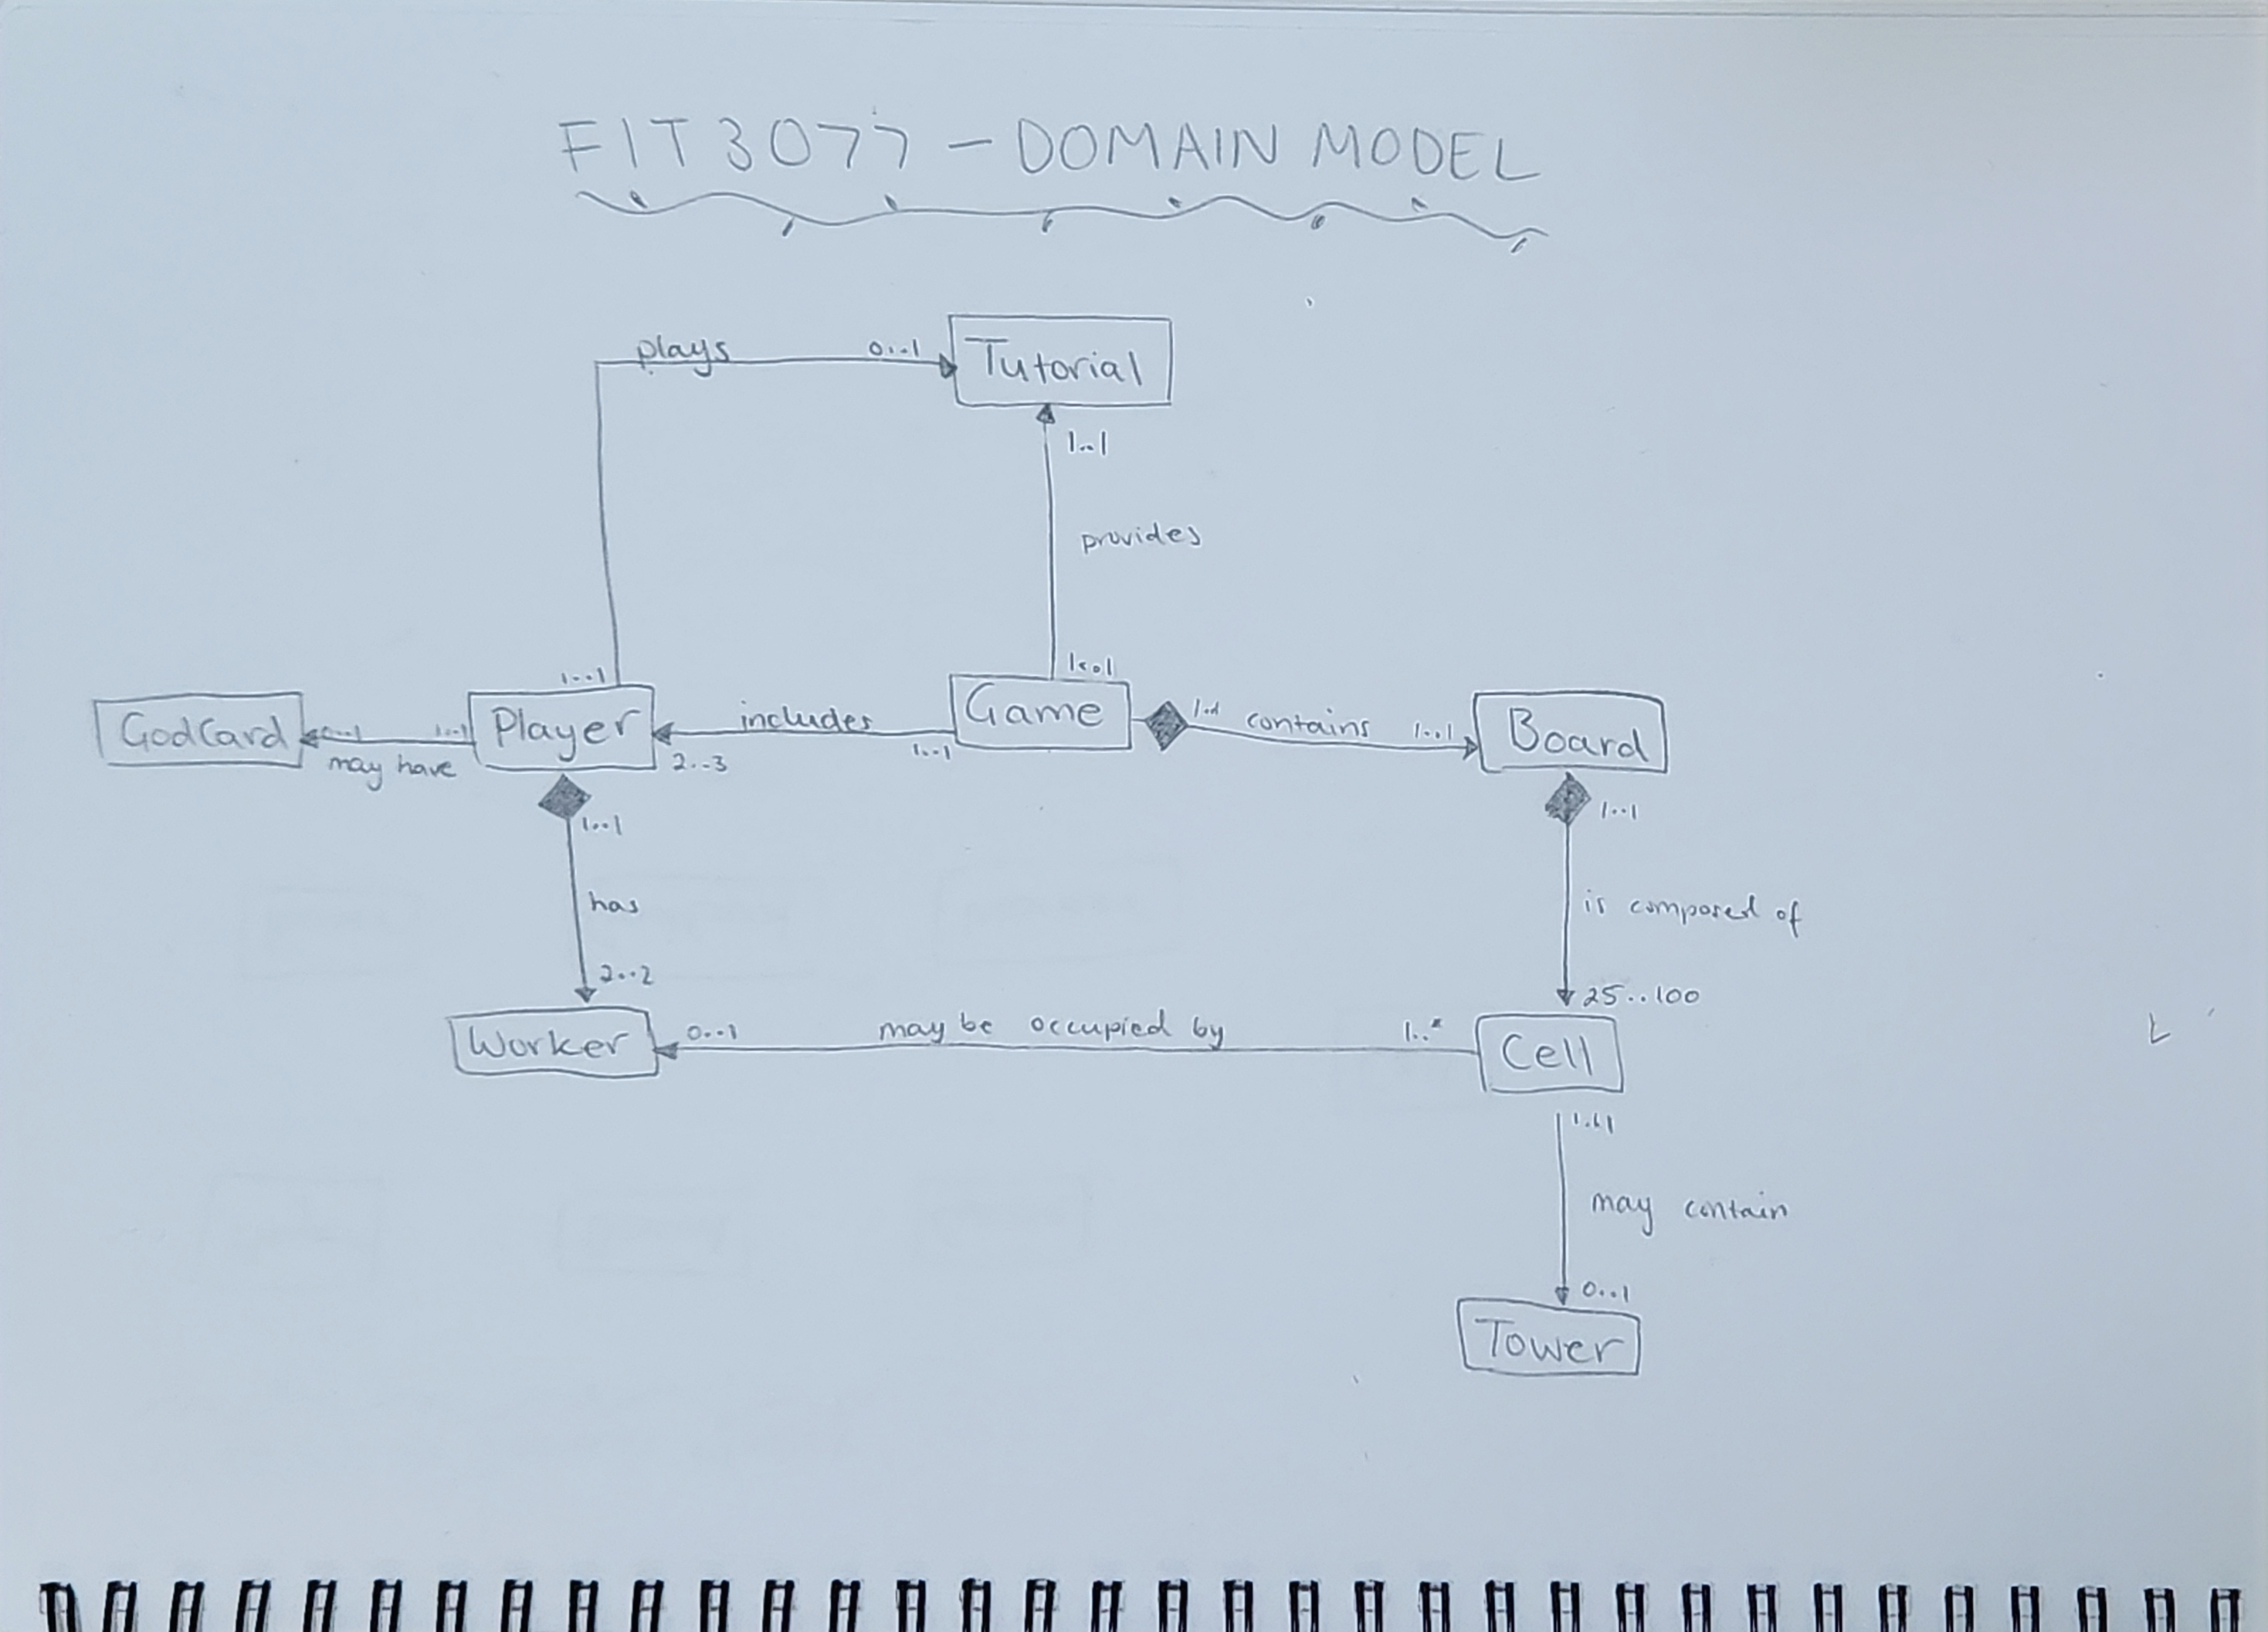 FIT3077 - DOMAIN MODEL
plays
0..1
Tutorial
1..1
provides
1..1
1..1
GodCard
0..1
1..1
may have
Player
2..3
includes
1..1
Game
1..1
contains
1..1
Board
1..1
has
2..2
1..1
is composed of
25..100
Worker
0..1
may be occupied by
1..*
Cell
1..1
may contain
0..1
Tower